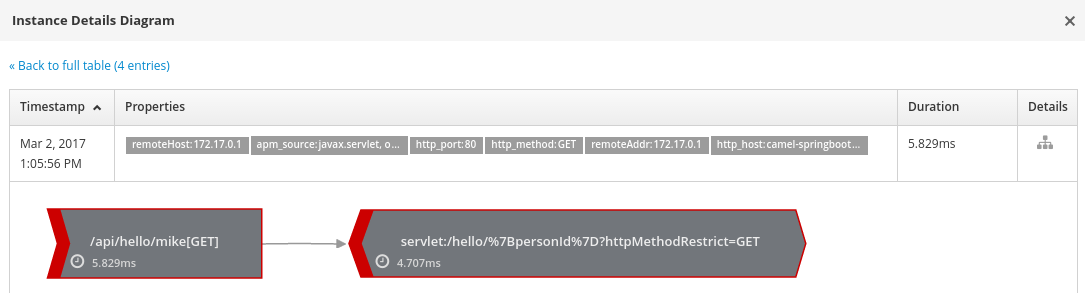 Instance Details Diagram
« Back to full table (4 entries)
Timestamp Properties Duration Details
Mar 2, 2017
1:05:56 PM
remoteHost:172.17.0.1 apm_source:javax.servlet, o... http_port:80 http_method:GET remoteAddr:172.17.0.1 http_host:camel-springboot...
5.829ms
/api/hello/mike[GET]
5.829ms
servlet:/hello/%7BpersonId%7D?httpMethodRestrict=GET
4.707ms